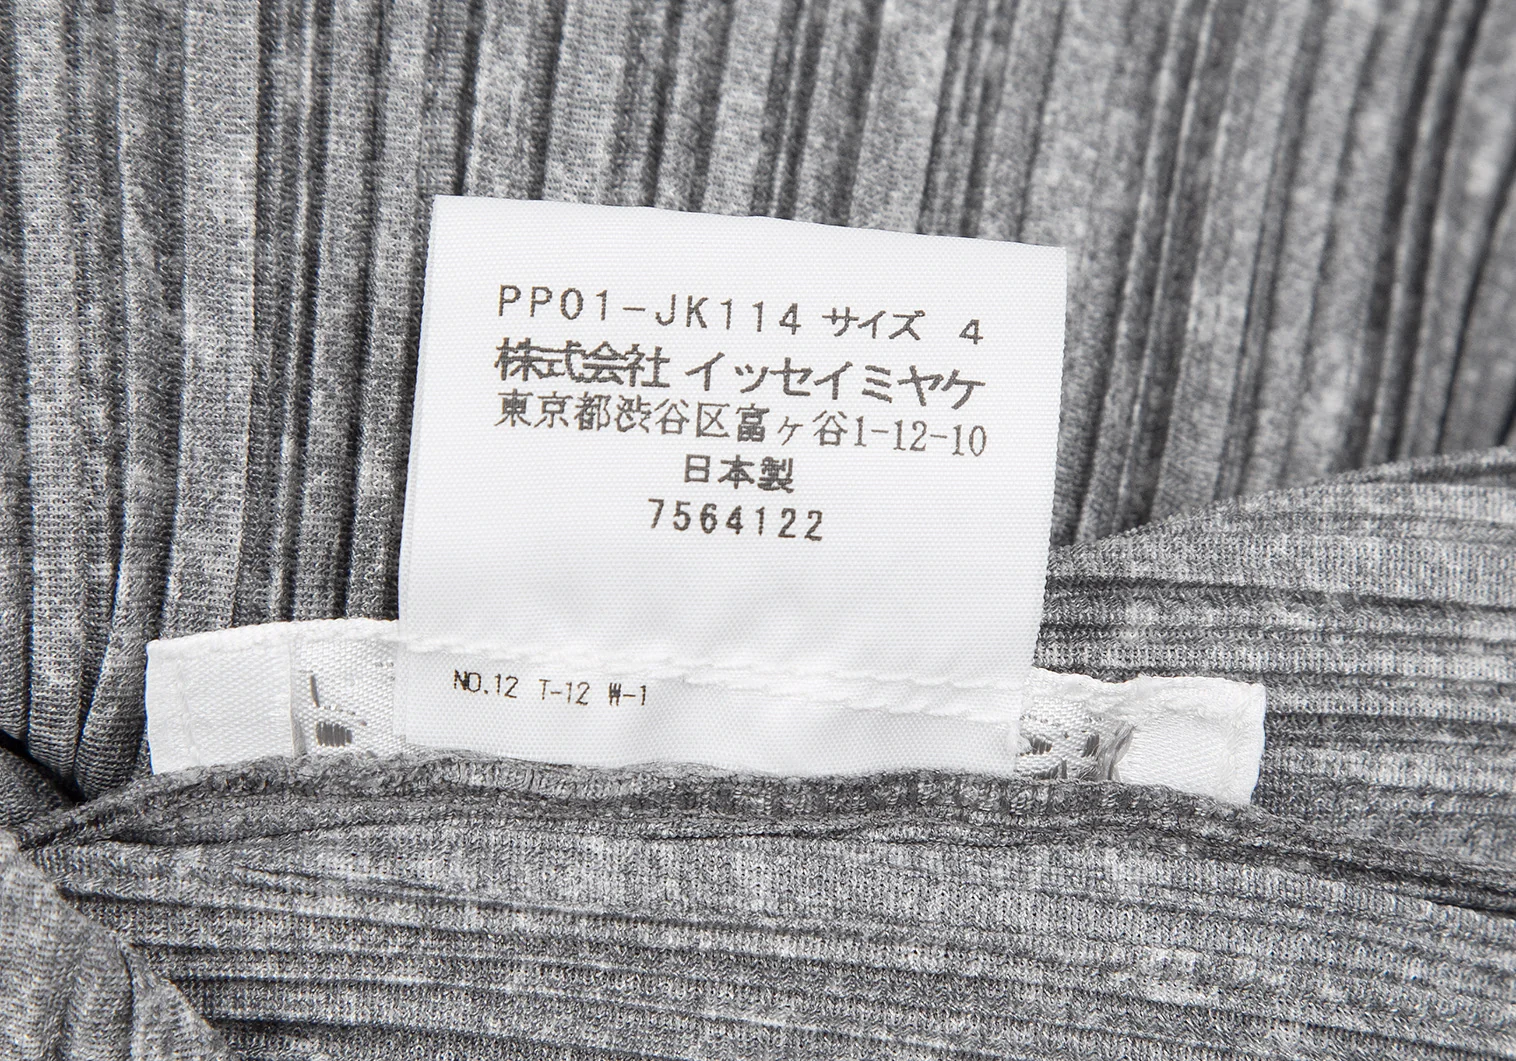 PP01-JK114 サイズ 4
株式会社 イッセイミヤケ
東京都渋谷区富ヶ谷1-12-10
日本製
7564122
NO.12 T-12 W-1